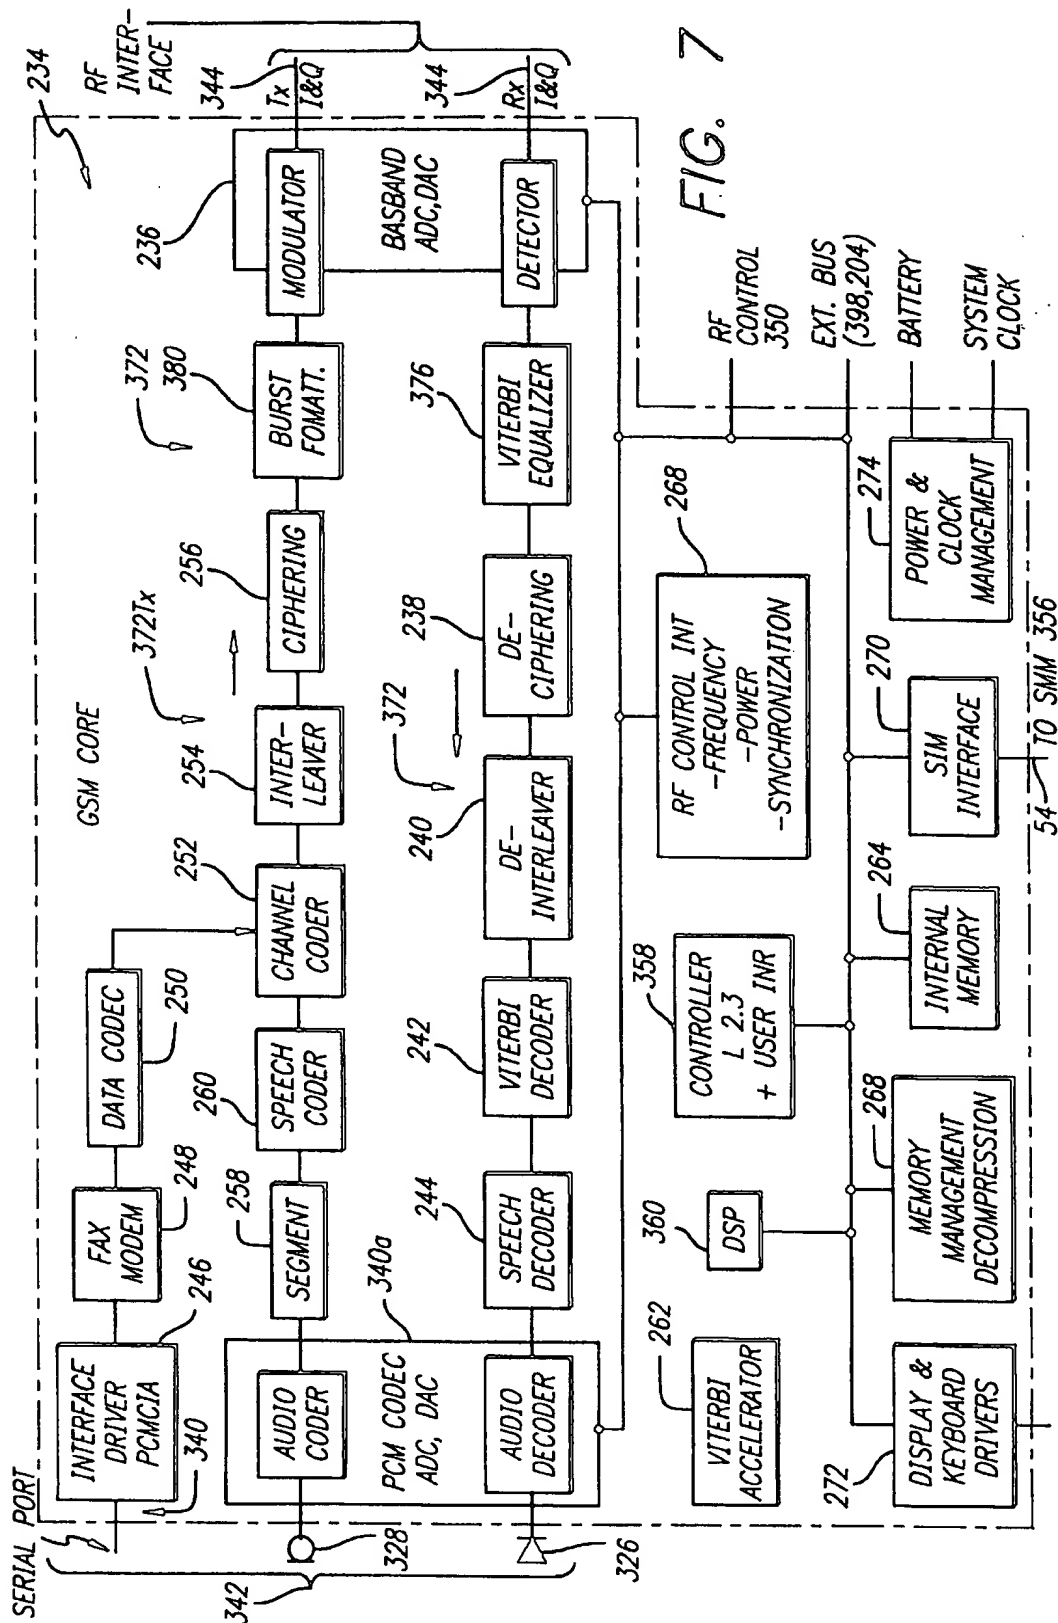 SERIAL PORT
342
328
326
340
INTERFACE
DRIVER
PCMCIA
246
FAX
MODEM
248
DATA CODEC
250
GSM CORE
234
RF
INTER-
FACE
AUDIO
CODER
PCM CODEC
ADC, DAC
AUDIO
DECODER
340a
SEGMENT
258
SPEECH
CODER
260
CHANNEL
CODER
252
INTER-
LEAVER
254
372Tx
CIPHERING
256
BURST
FOMATT.
372
380
MODULATOR
BASBAND
ADC,DAC
DETECTOR
236
Tx
I&Q
344
Rx
I&Q
344
SPEECH
DECODER
244
VITERBI
DECODER
242
DE-
INTERLEAVER
240
372
DE-
CIPHERING
238
VITERBI
EQUALIZER
376
VITERBI
ACCELERATOR
262
DSP
360
CONTROLLER
L 2.3
+ USER INR
358
RF CONTROL INT
-FREQUENCY
-POWER
-SYNCHRONIZATION
268
RF
CONTROL
350
EXT. BUS
(398,204)
BATTERY
SYSTEM
CLOCK
DISPLAY &
KEYBOARD
DRIVERS
272
MEMORY
MANAGEMENT
DECOMPRESSION
268
INTERNAL
MEMORY
264
SIM
INTERFACE
270
POWER &
CLOCK
MANAGEMENT
274
54
TO SMM 356
FIG. 7